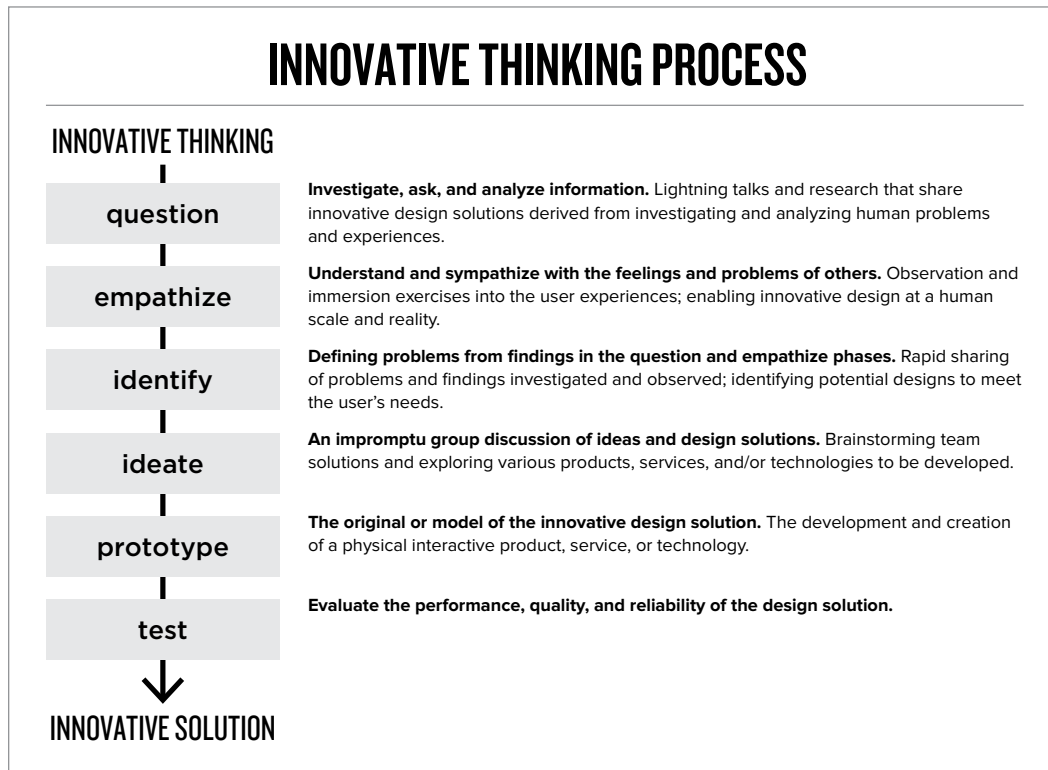 INNOVATIVE THINKING PROCESS
INNOVATIVE THINKING
question
Investigate, ask, and analyze information. Lightning talks and research that share
innovative design solutions derived from investigating and analyzing human problems
and experiences.
empathize
Understand and sympathize with the feelings and problems of others. Observation and
immersion exercises into the user experiences; enabling innovative design at a human
scale and reality.
identify
Defining problems from findings in the question and empathize phases. Rapid sharing
of problems and findings investigated and observed; identifying potential designs to meet
the user’s needs.
ideate
An impromptu group discussion of ideas and design solutions. Brainstorming team
solutions and exploring various products, services, and/or technologies to be developed.
prototype
The original or model of the innovative design solution. The development and creation
of a physical interactive product, service, or technology.
test
Evaluate the performance, quality, and reliability of the design solution.
INNOVATIVE SOLUTION